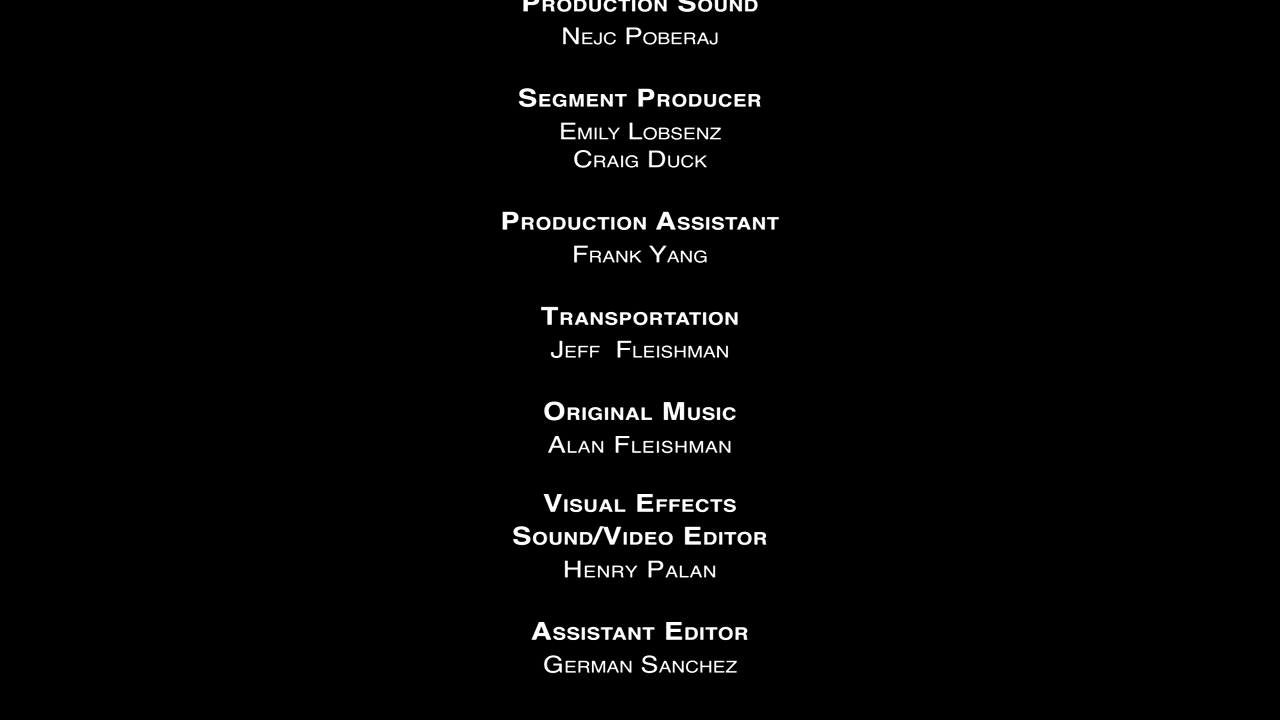 Production Sound
Nejc Poberaj
Segment Producer
Emily Lobsenz
Craig Duck
Production Assistant
Frank Yang
Transportation
Jeff  Fleishman
Original Music
Alan Fleishman
Visual Effects
Sound/Video Editor
Henry Palan
Assistant Editor
German Sanchez